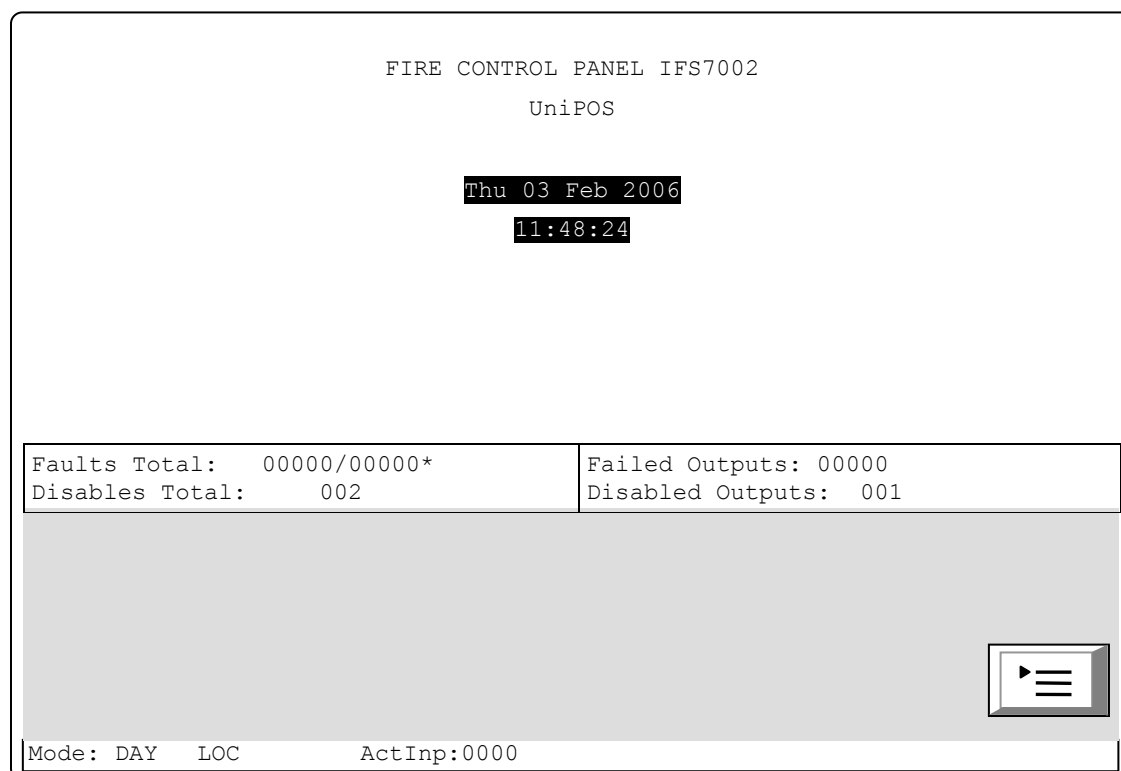 FIRE CONTROL PANEL IFS7002
UniPOS
Thu 03 Feb 2006
11:48:24
Faults Total: 00000/00000*
Disables Total: 002
Failed Outputs: 00000
Disabled Outputs: 001
Mode: DAY LOC ActInp:0000